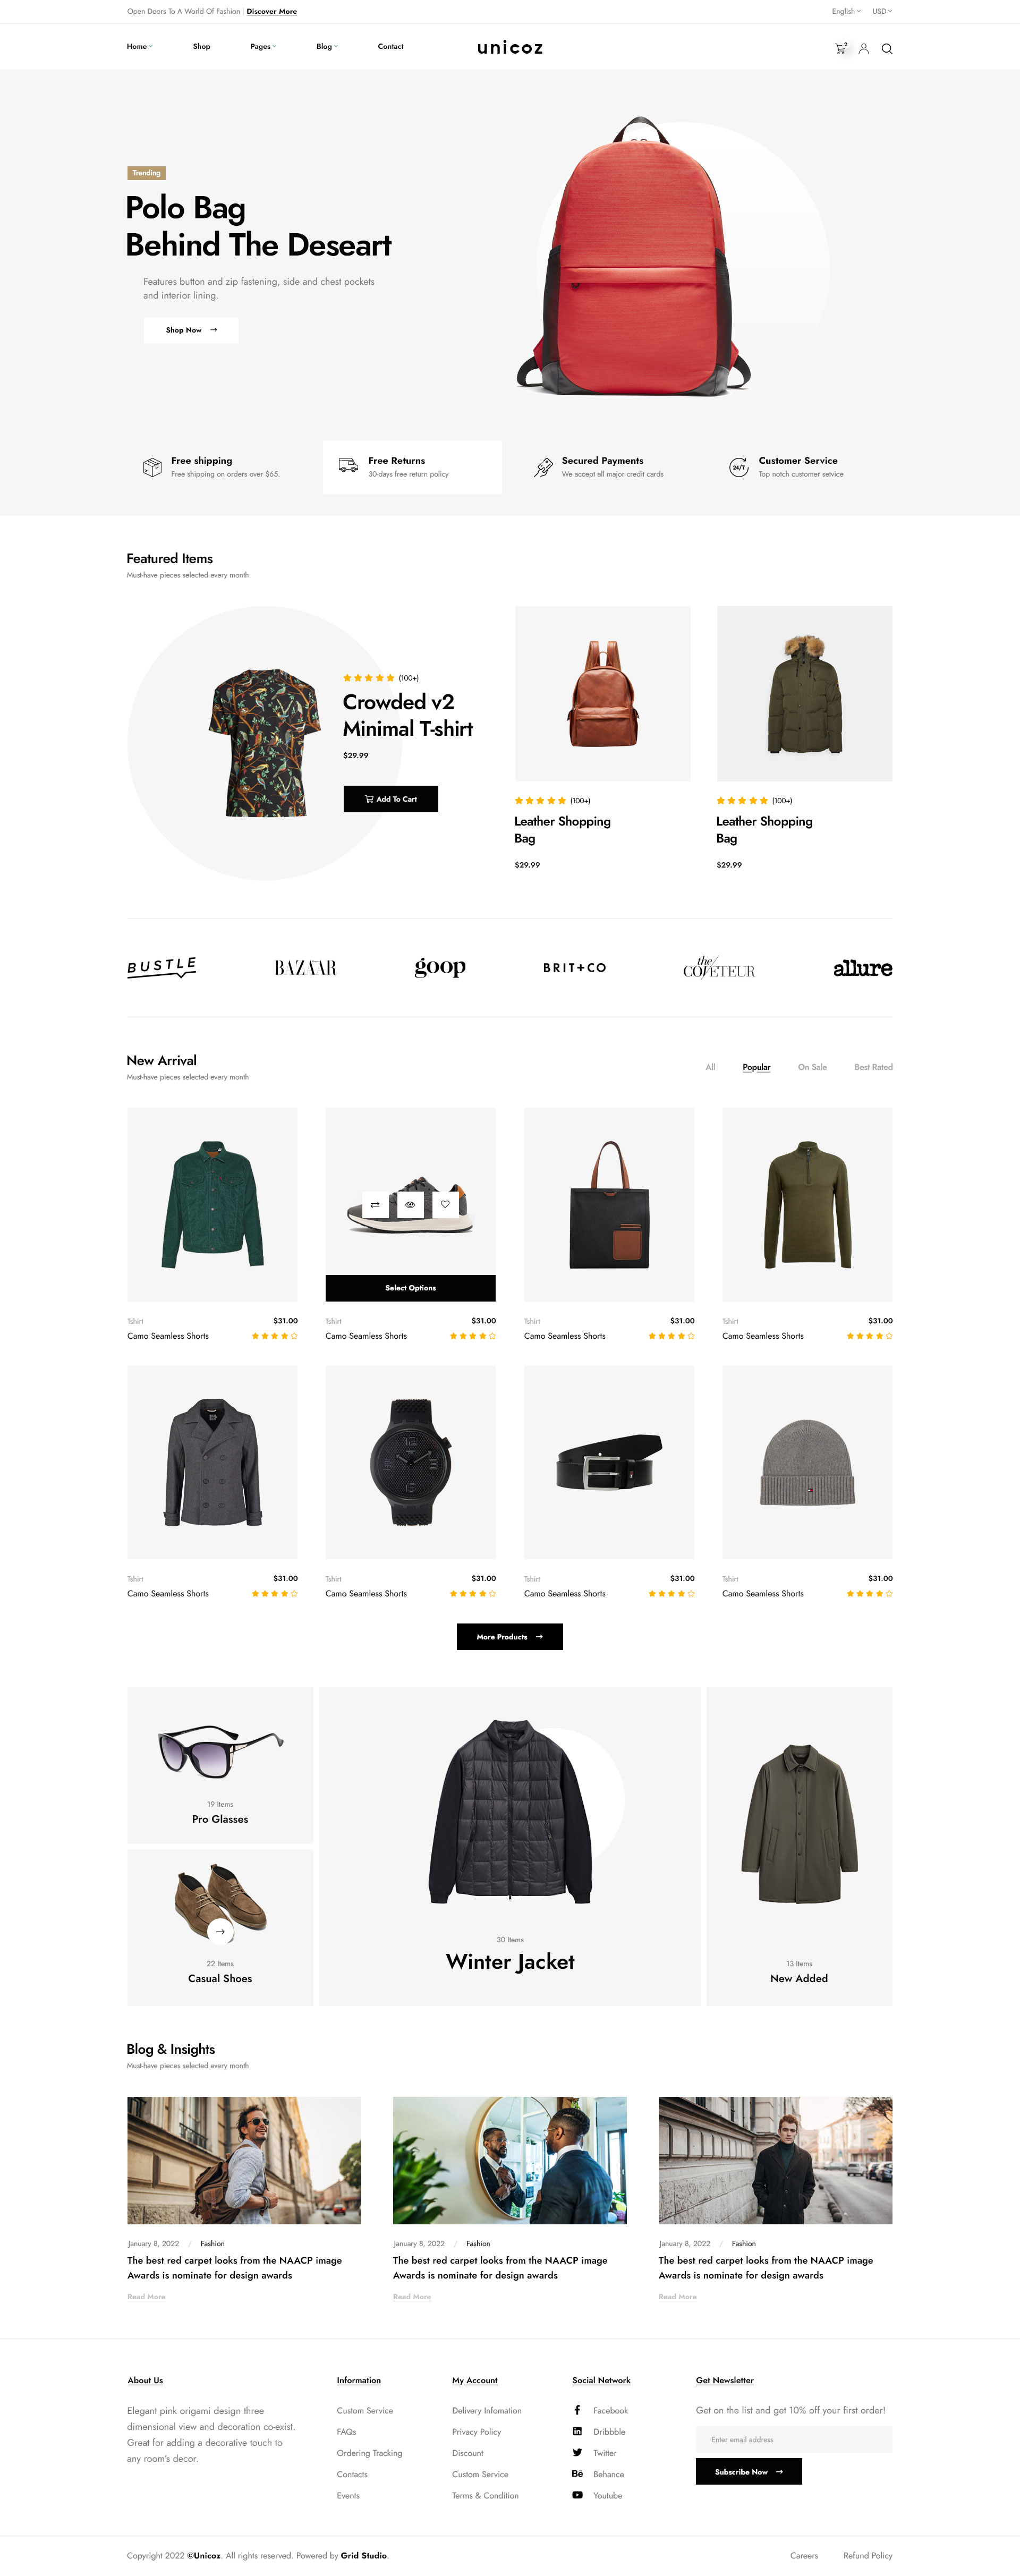 Open Doors To A World Of Fashion | Discover More
English USD
Home Shop Pages Blog Contact
unicoz
2
Trending
Polo Bag
Behind The Deseart
Features button and zip fastening, side and chest pockets
and interior lining.
Shop Now
Free shipping
Free shipping on orders over $65.
Free Returns
30-days free return policy
Secured Payments
We accept all major credit cards
24/7
Customer Service
Top notch customer setvice
Featured Items
Must-have pieces selected every month
(100+)
Crowded v2
Minimal T-shirt
$29.99
Add To Cart
(100+)
Leather Shopping
Bag
$29.99
(100+)
Leather Shopping
Bag
$29.99
BUSTLE
BAZAAR
goop
BRIT+CO
the
COVETEUR
allure
New Arrival
Must-have pieces selected every month
All Popular On Sale Best Rated
Select Options
Tshirt $31.00
Camo Seamless Shorts
Tshirt $31.00
Camo Seamless Shorts
Tshirt $31.00
Camo Seamless Shorts
Tshirt $31.00
Camo Seamless Shorts
Tshirt $31.00
Camo Seamless Shorts
Tshirt $31.00
Camo Seamless Shorts
Tshirt $31.00
Camo Seamless Shorts
Tshirt $31.00
Camo Seamless Shorts
More Products
19 Items
Pro Glasses
22 Items
Casual Shoes
30 Items
Winter Jacket
13 Items
New Added
Blog & Insights
Must-have pieces selected every month
January 8, 2022 / Fashion
The best red carpet looks from the NAACP image
Awards is nominate for design awards
Read More
January 8, 2022 / Fashion
The best red carpet looks from the NAACP image
Awards is nominate for design awards
Read More
January 8, 2022 / Fashion
The best red carpet looks from the NAACP image
Awards is nominate for design awards
Read More
About Us
Elegant pink origami design three
dimensional view and decoration co-exist.
Great for adding a decorative touch to
any room's decor.
Information
Custom Service
FAQs
Ordering Tracking
Contacts
Events
My Account
Delivery Infomation
Privacy Policy
Discount
Custom Service
Terms & Condition
Social Network
Facebook
Dribbble
Twitter
Behance
Youtube
Get Newsletter
Get on the list and get 10% off your first order!
Enter email address
Subscribe Now
Copyright 2022 ©Unicoz. All rights reserved. Powered by Grid Studio.
Careers Refund Policy